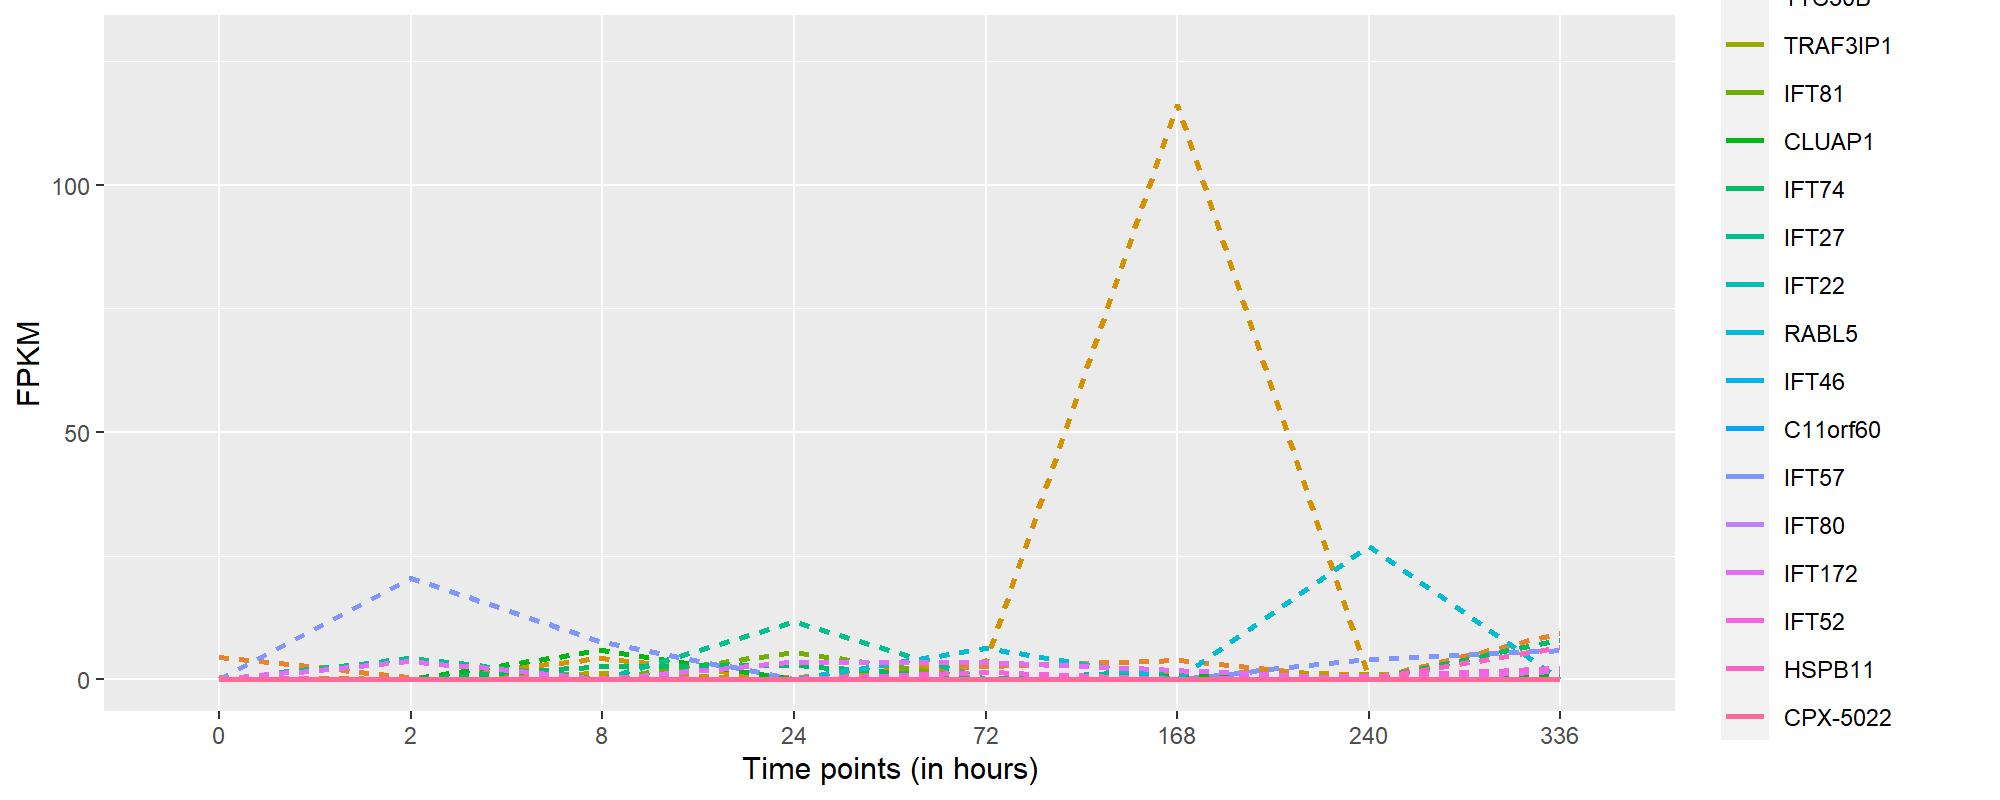 TRAF3IP1
IFT81
CLUAP1
IFT74
IFT27
IFT22
RABL5
IFT46
C11orf60
IFT57
IFT80
IFT172
IFT52
HSPB11
CPX-5022
FPKM
100
50
0
0 2 8 24 72 168 240 336
Time points (in hours)